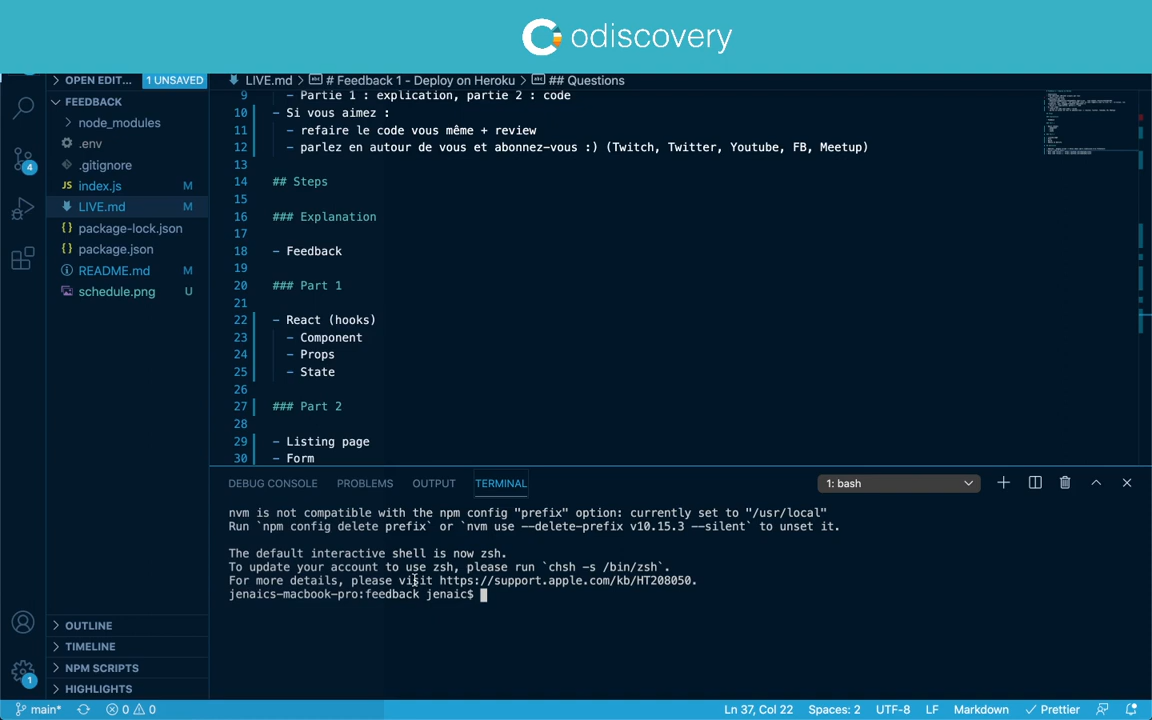 odiscovery
OPEN EDIT... 1 UNSAVED
FEEDBACK
node_modules
.env
.gitignore
JS index.js M
LIVE.md M
{} package-lock.json
{} package.json
README.md M
schedule.png U
OUTLINE
TIMELINE
NPM SCRIPTS
HIGHLIGHTS
4
1
LIVE.md > # Feedback 1 - Deploy on Heroku > ## Questions
9 - Partie 1 : explication, partie 2 : code
10 - Si vous aimez :
11 - refaire le code vous même + review
12 - parlez en autour de vous et abonnez-vous :) (Twitch, Twitter, Youtube, FB, Meetup)
13
14 ## Steps
15
16 ### Explanation
17
18 - Feedback
19
20 ### Part 1
21
22 - React (hooks)
23 - Component
24 - Props
25 - State
26
27 ### Part 2
28
29 - Listing page
30 - Form
DEBUG CONSOLE PROBLEMS OUTPUT TERMINAL 1: bash
nvm is not compatible with the npm config "prefix" option: currently set to "/usr/local"
Run `npm config delete prefix` or `nvm use --delete-prefix v10.15.3 --silent` to unset it.
The default interactive shell is now zsh.
To update your account to use zsh, please run `chsh -s /bin/zsh`.
For more details, please visit https://support.apple.com/kb/HT208050.
jenaics-macbook-pro:feedback jenaic$
main* 0 0 Ln 37, Col 22 Spaces: 2 UTF-8 LF Markdown Prettier